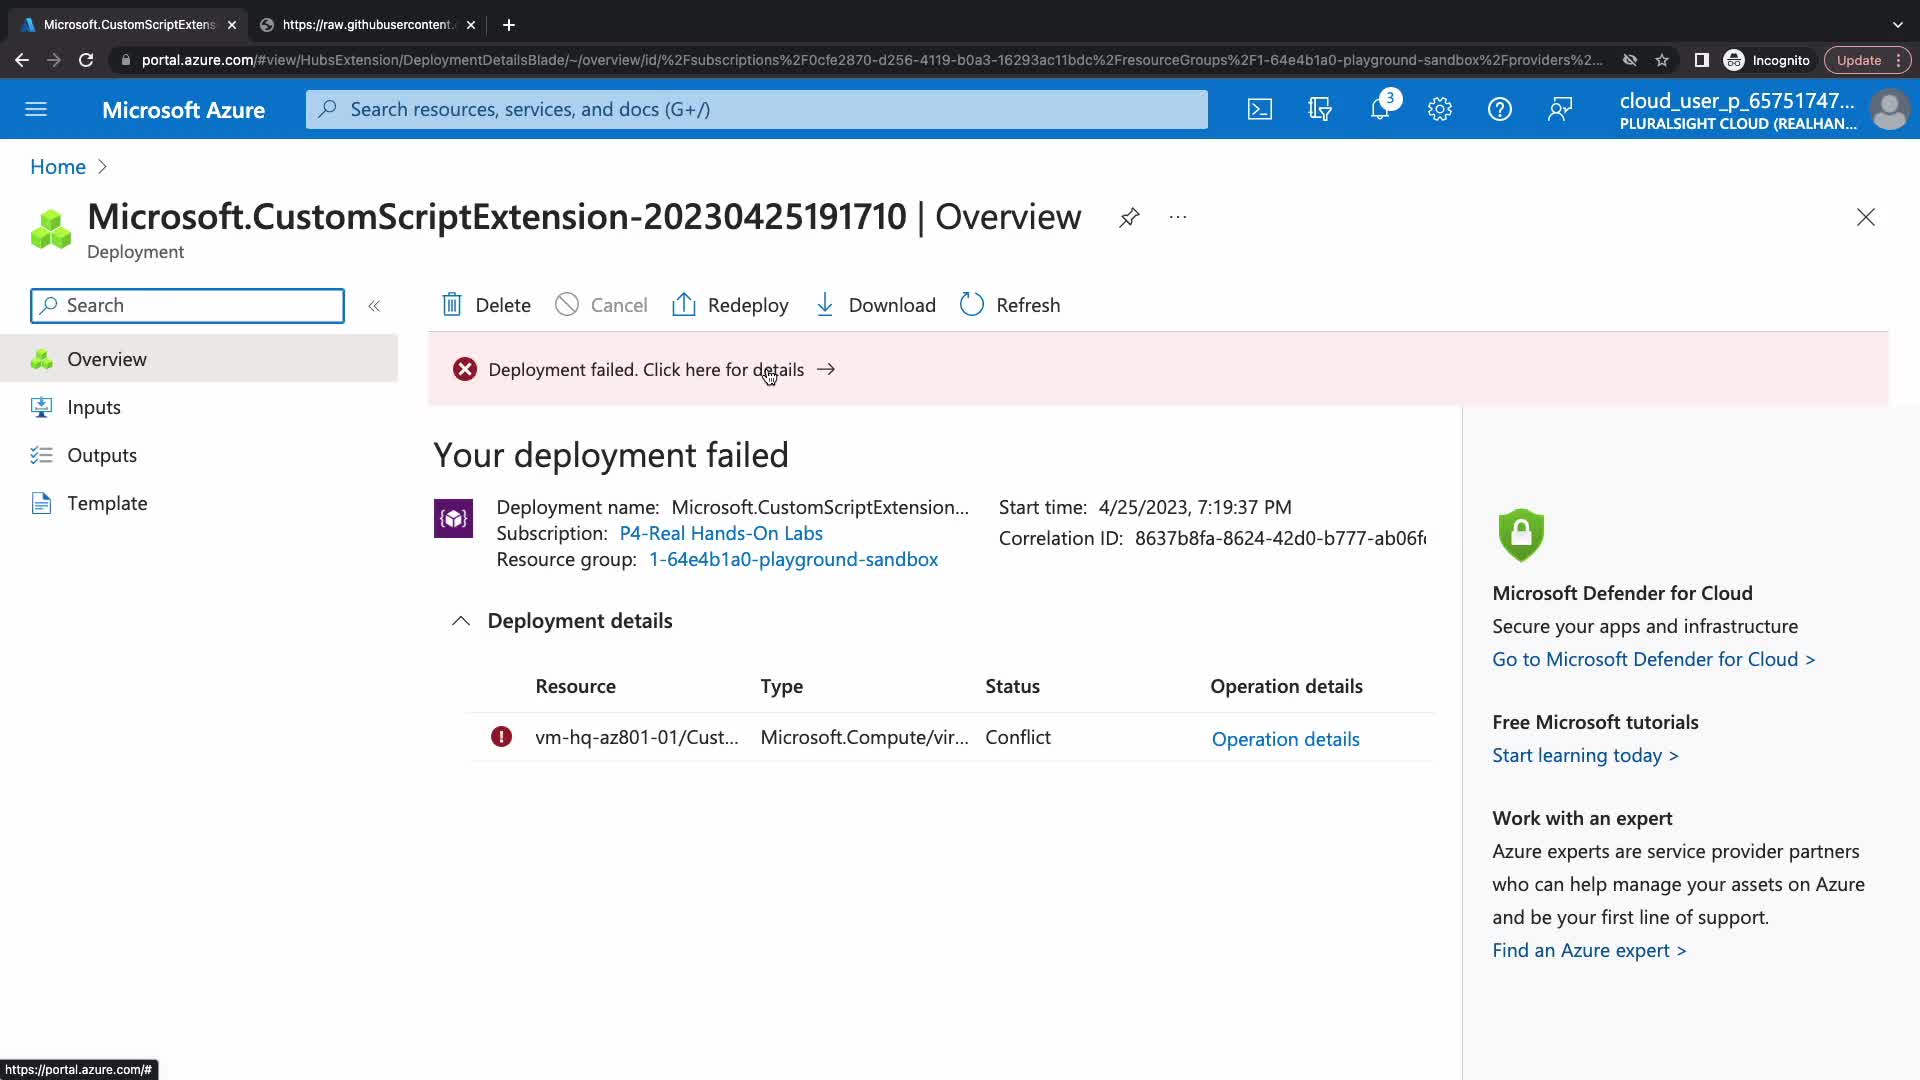 Microsoft.CustomScriptExtens
https://raw.githubusercontent.
portal.azure.com/#view/HubsExtension/DeploymentDetailsBlade/~/overview/id/%2Fsubscriptions%2F0cfe2870-d256-4119-b0a3-16293ac11bdc%2FresourceGroups%2F1-64e4b1a0-playground-sandbox%2Fproviders%2...
Incognito
Update
Microsoft Azure
Search resources, services, and docs (G+/)
3
cloud_user_p_65751747...
PLURALSIGHT CLOUD (REALHAN...
Home
Microsoft.CustomScriptExtension-20230425191710 | Overview
Deployment
Search
Delete
Cancel
Redeploy
Download
Refresh
Overview
Inputs
Outputs
Template
Deployment failed. Click here for details
Your deployment failed
Deployment name: Microsoft.CustomScriptExtension...
Subscription: P4-Real Hands-On Labs
Resource group: 1-64e4b1a0-playground-sandbox
Start time: 4/25/2023, 7:19:37 PM
Correlation ID: 8637b8fa-8624-42d0-b777-ab06f
Deployment details
Resource Type Status Operation details
vm-hq-az801-01/Cust... Microsoft.Compute/vir... Conflict Operation details
Microsoft Defender for Cloud
Secure your apps and infrastructure
Go to Microsoft Defender for Cloud >
Free Microsoft tutorials
Start learning today >
Work with an expert
Azure experts are service provider partners
who can help manage your assets on Azure
and be your first line of support.
Find an Azure expert >
https://portal.azure.com/#